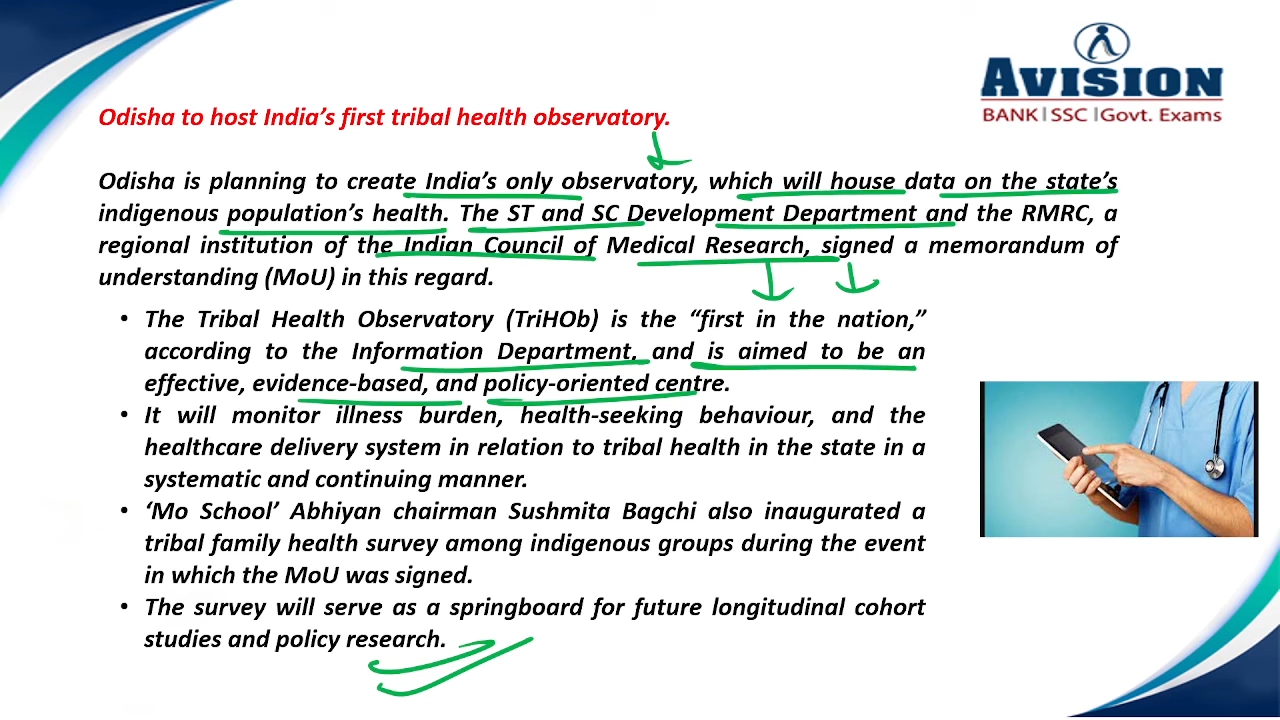 AVISION
BANK | SSC | Govt. Exams
Odisha to host India's first tribal health observatory.
Odisha is planning to create India's only observatory, which will house data on the state's
indigenous population's health. The ST and SC Development Department and the RMRC, a
regional institution of the Indian Council of Medical Research, signed a memorandum of
understanding (MoU) in this regard.
• The Tribal Health Observatory (TriHOb) is the “first in the nation,”
according to the Information Department, and is aimed to be an
effective, evidence-based, and policy-oriented centre.
• It will monitor illness burden, health-seeking behaviour, and the
healthcare delivery system in relation to tribal health in the state in a
systematic and continuing manner.
• ‘Mo School’ Abhiyan chairman Sushmita Bagchi also inaugurated a
tribal family health survey among indigenous groups during the event
in which the MoU was signed.
• The survey will serve as a springboard for future longitudinal cohort
studies and policy research.